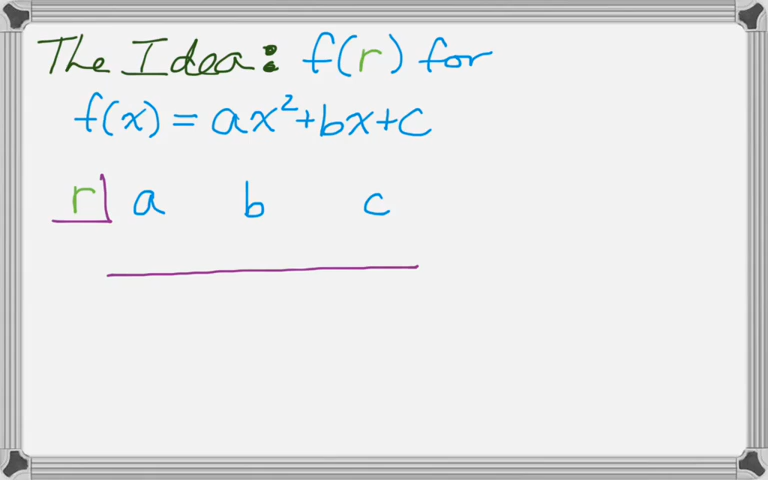 The Idea: f(r) for
f(x) = ax²+bx+c
r a b c